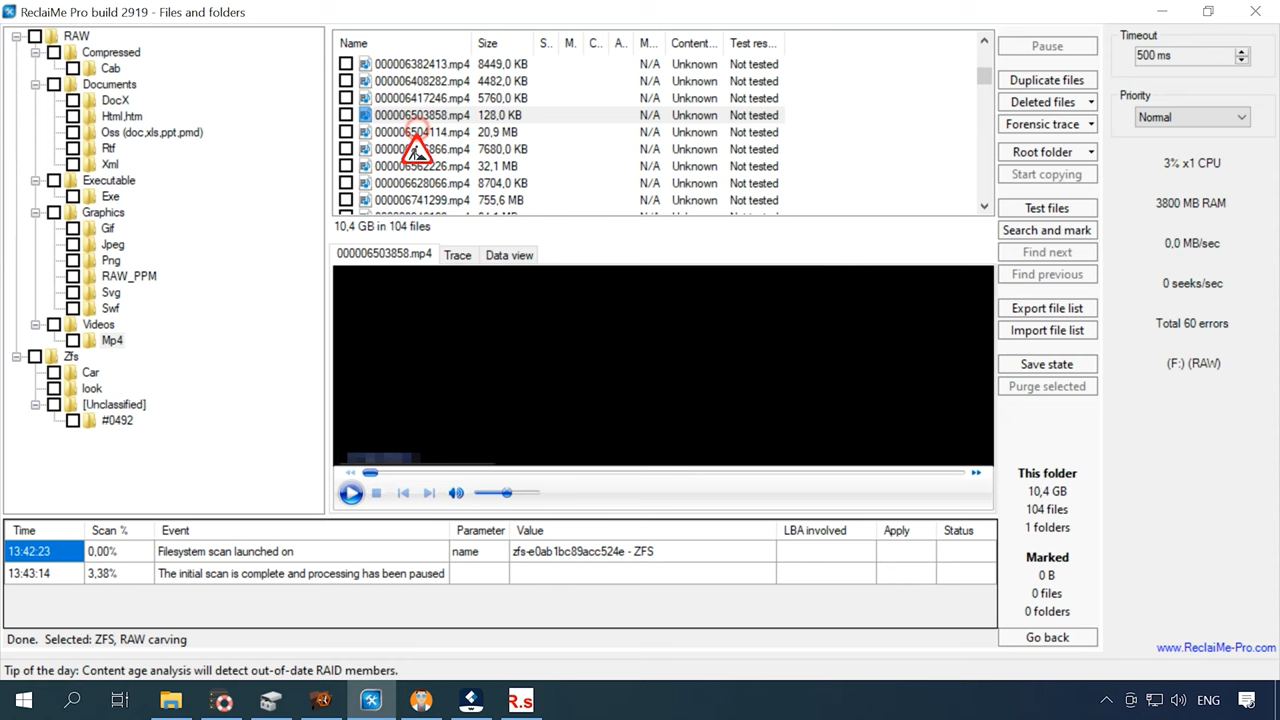 ReclaiMe Pro build 2919 - Files and folders
RAW
Compressed
Cab
Documents
DocX
Html,htm
Oss (doc,xls,ppt,pmd)
Rtf
Xml
Executable
Exe
Graphics
Gif
Jpeg
Png
RAW_PPM
Svg
Swf
Videos
Mp4
Zfs
Car
look
[Unclassified]
#0492
Name Size S.. M. C.. A.. M... Content... Test res...
000006382413.mp4 8449,0 KB N/A Unknown Not tested
000006408282.mp4 4482,0 KB N/A Unknown Not tested
000006417246.mp4 5760,0 KB N/A Unknown Not tested
000006503858.mp4 128,0 KB N/A Unknown Not tested
000006504114.mp4 20,9 MB N/A Unknown Not tested
7680,0 KB N/A Unknown Not tested
000006562226.mp4 32,1 MB N/A Unknown Not tested
000006628066.mp4 8704,0 KB N/A Unknown Not tested
000006741299.mp4 755,6 MB N/A Unknown Not tested
10,4 GB in 104 files
000006503858.mp4 Trace Data view
Pause
Duplicate files
Deleted files
Forensic trace
Root folder
Start copying
Test files
Search and mark
Find next
Find previous
Export file list
Import file list
Save state
Purge selected
This folder
10,4 GB
104 files
1 folders
Marked
0 B
0 files
0 folders
Go back
Timeout
500 ms
Priority
Normal
3% x1 CPU
3800 MB RAM
0,0 MB/sec
0 seeks/sec
Total 60 errors
(F:) (RAW)
www.ReclaiMe-Pro.com
Time Scan % Event Parameter Value LBA involved Apply Status
13:42:23 0,00% Filesystem scan launched on name zfs-e0ab1bc89acc524e - ZFS
13:43:14 3,38% The initial scan is complete and processing has been paused
Done. Selected: ZFS, RAW carving
Tip of the day: Content age analysis will detect out-of-date RAID members.
R.s
ENG